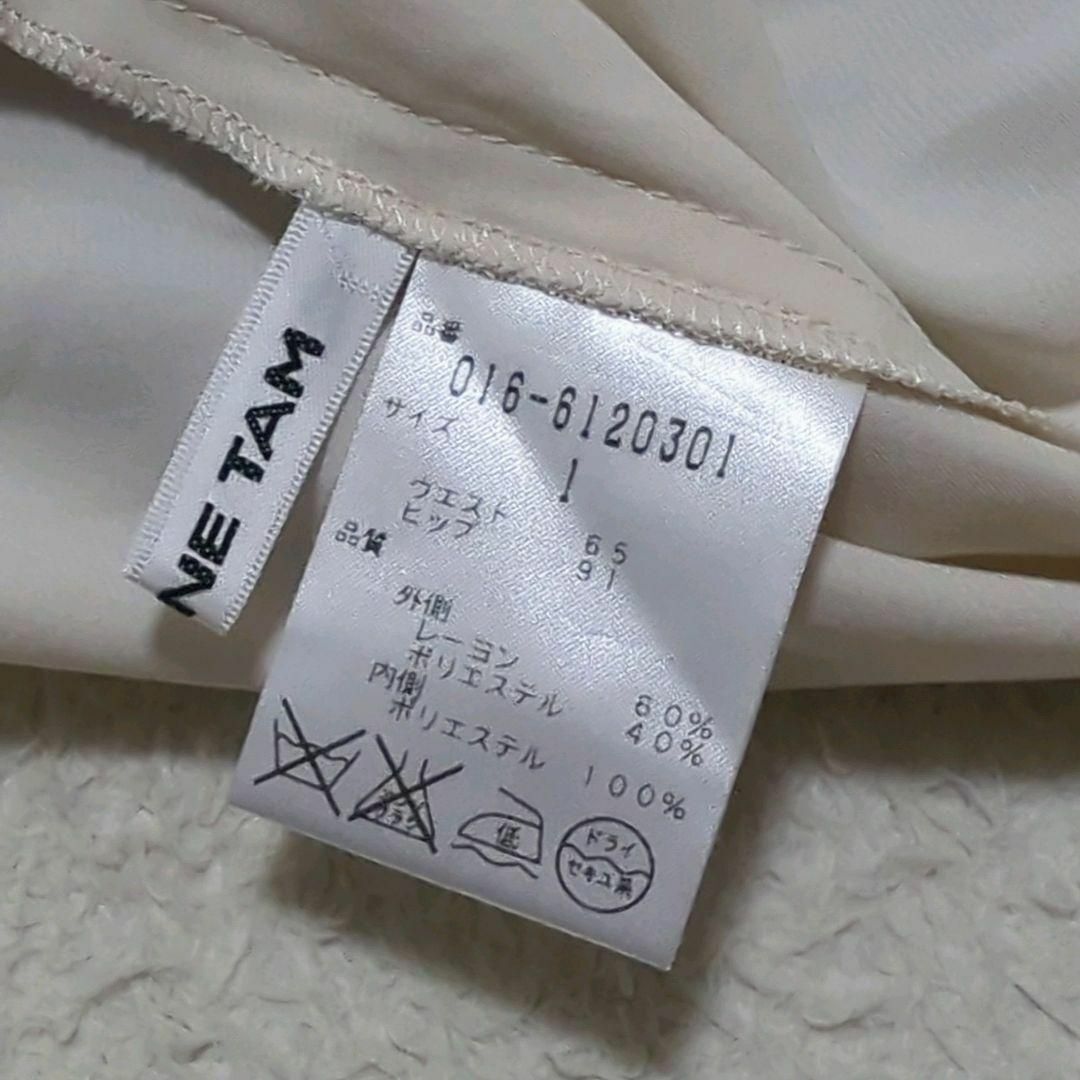 NE TAM
品番
016-6120301
サイズ
1
ウエスト 65
ヒップ 91
品質
外側
レーヨン 60%
ポリエステル 40%
内側
ポリエステル 100%
低
ドライ
セキユ系